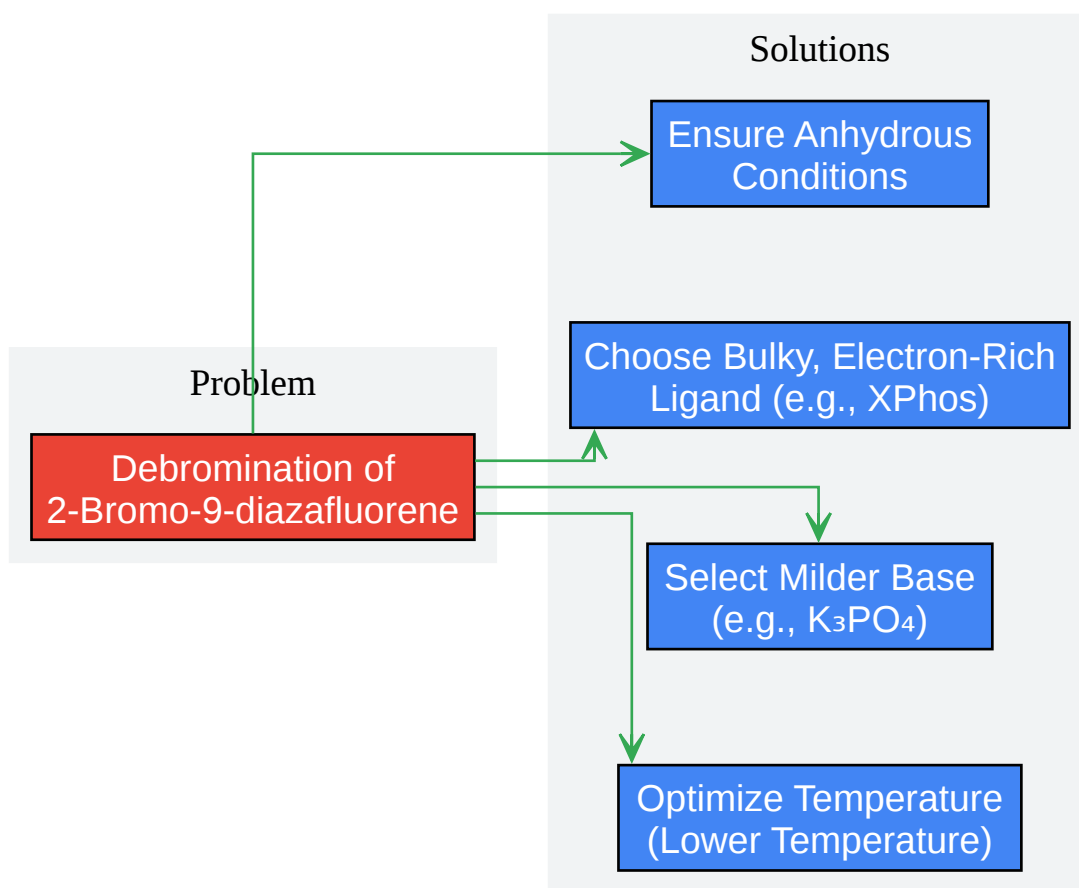 Solutions
Ensure Anhydrous
Conditions
Choose Bulky, Electron-Rich
Ligand (e.g., XPhos)
Problem
Debromination of
2-Bromo-9-diazafluorene
Select Milder Base
(e.g., K₃PO₄)
Optimize Temperature
(Lower Temperature)